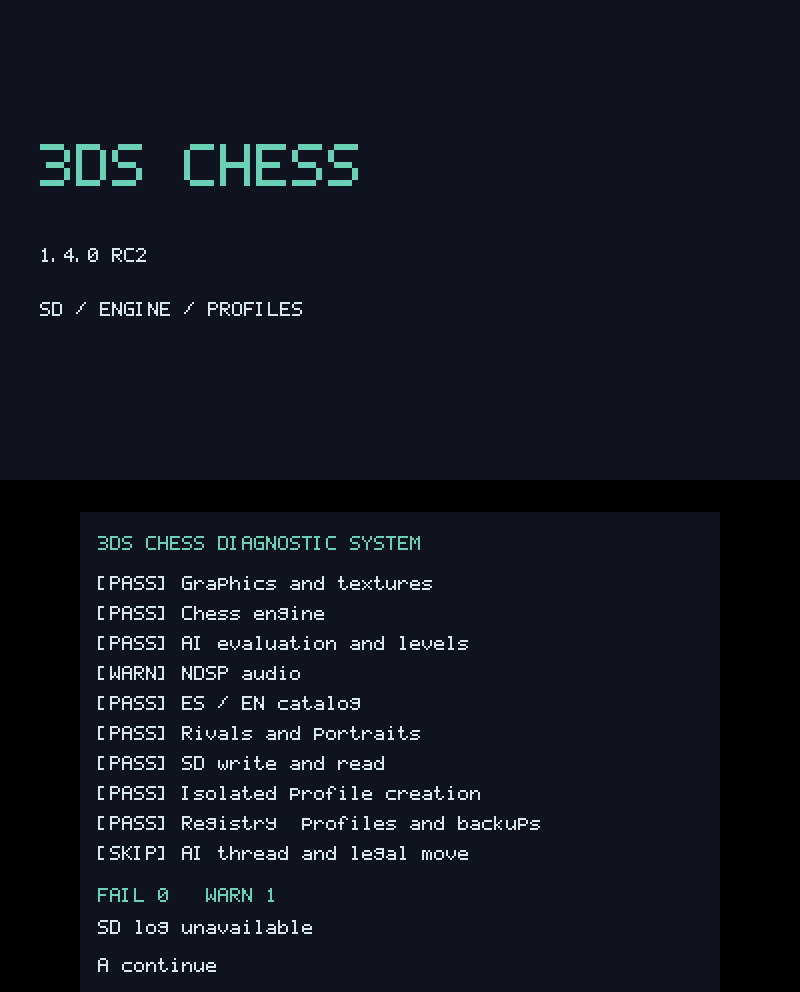 3DS CHESS
1.4.0 RC2
SD / ENGINE / PROFILES
3DS CHESS DIAGNOSTIC SYSTEM
[PASS] Graphics and textures
[PASS] Chess engine
[PASS] AI evaluation and levels
[WARN] NDSP audio
[PASS] ES / EN catalog
[PASS] Rivals and portraits
[PASS] SD write and read
[PASS] Isolated profile creation
[PASS] Registry  profiles and backups
[SKIP] AI thread and legal move
FAIL 0   WARN 1
SD log unavailable
A continue